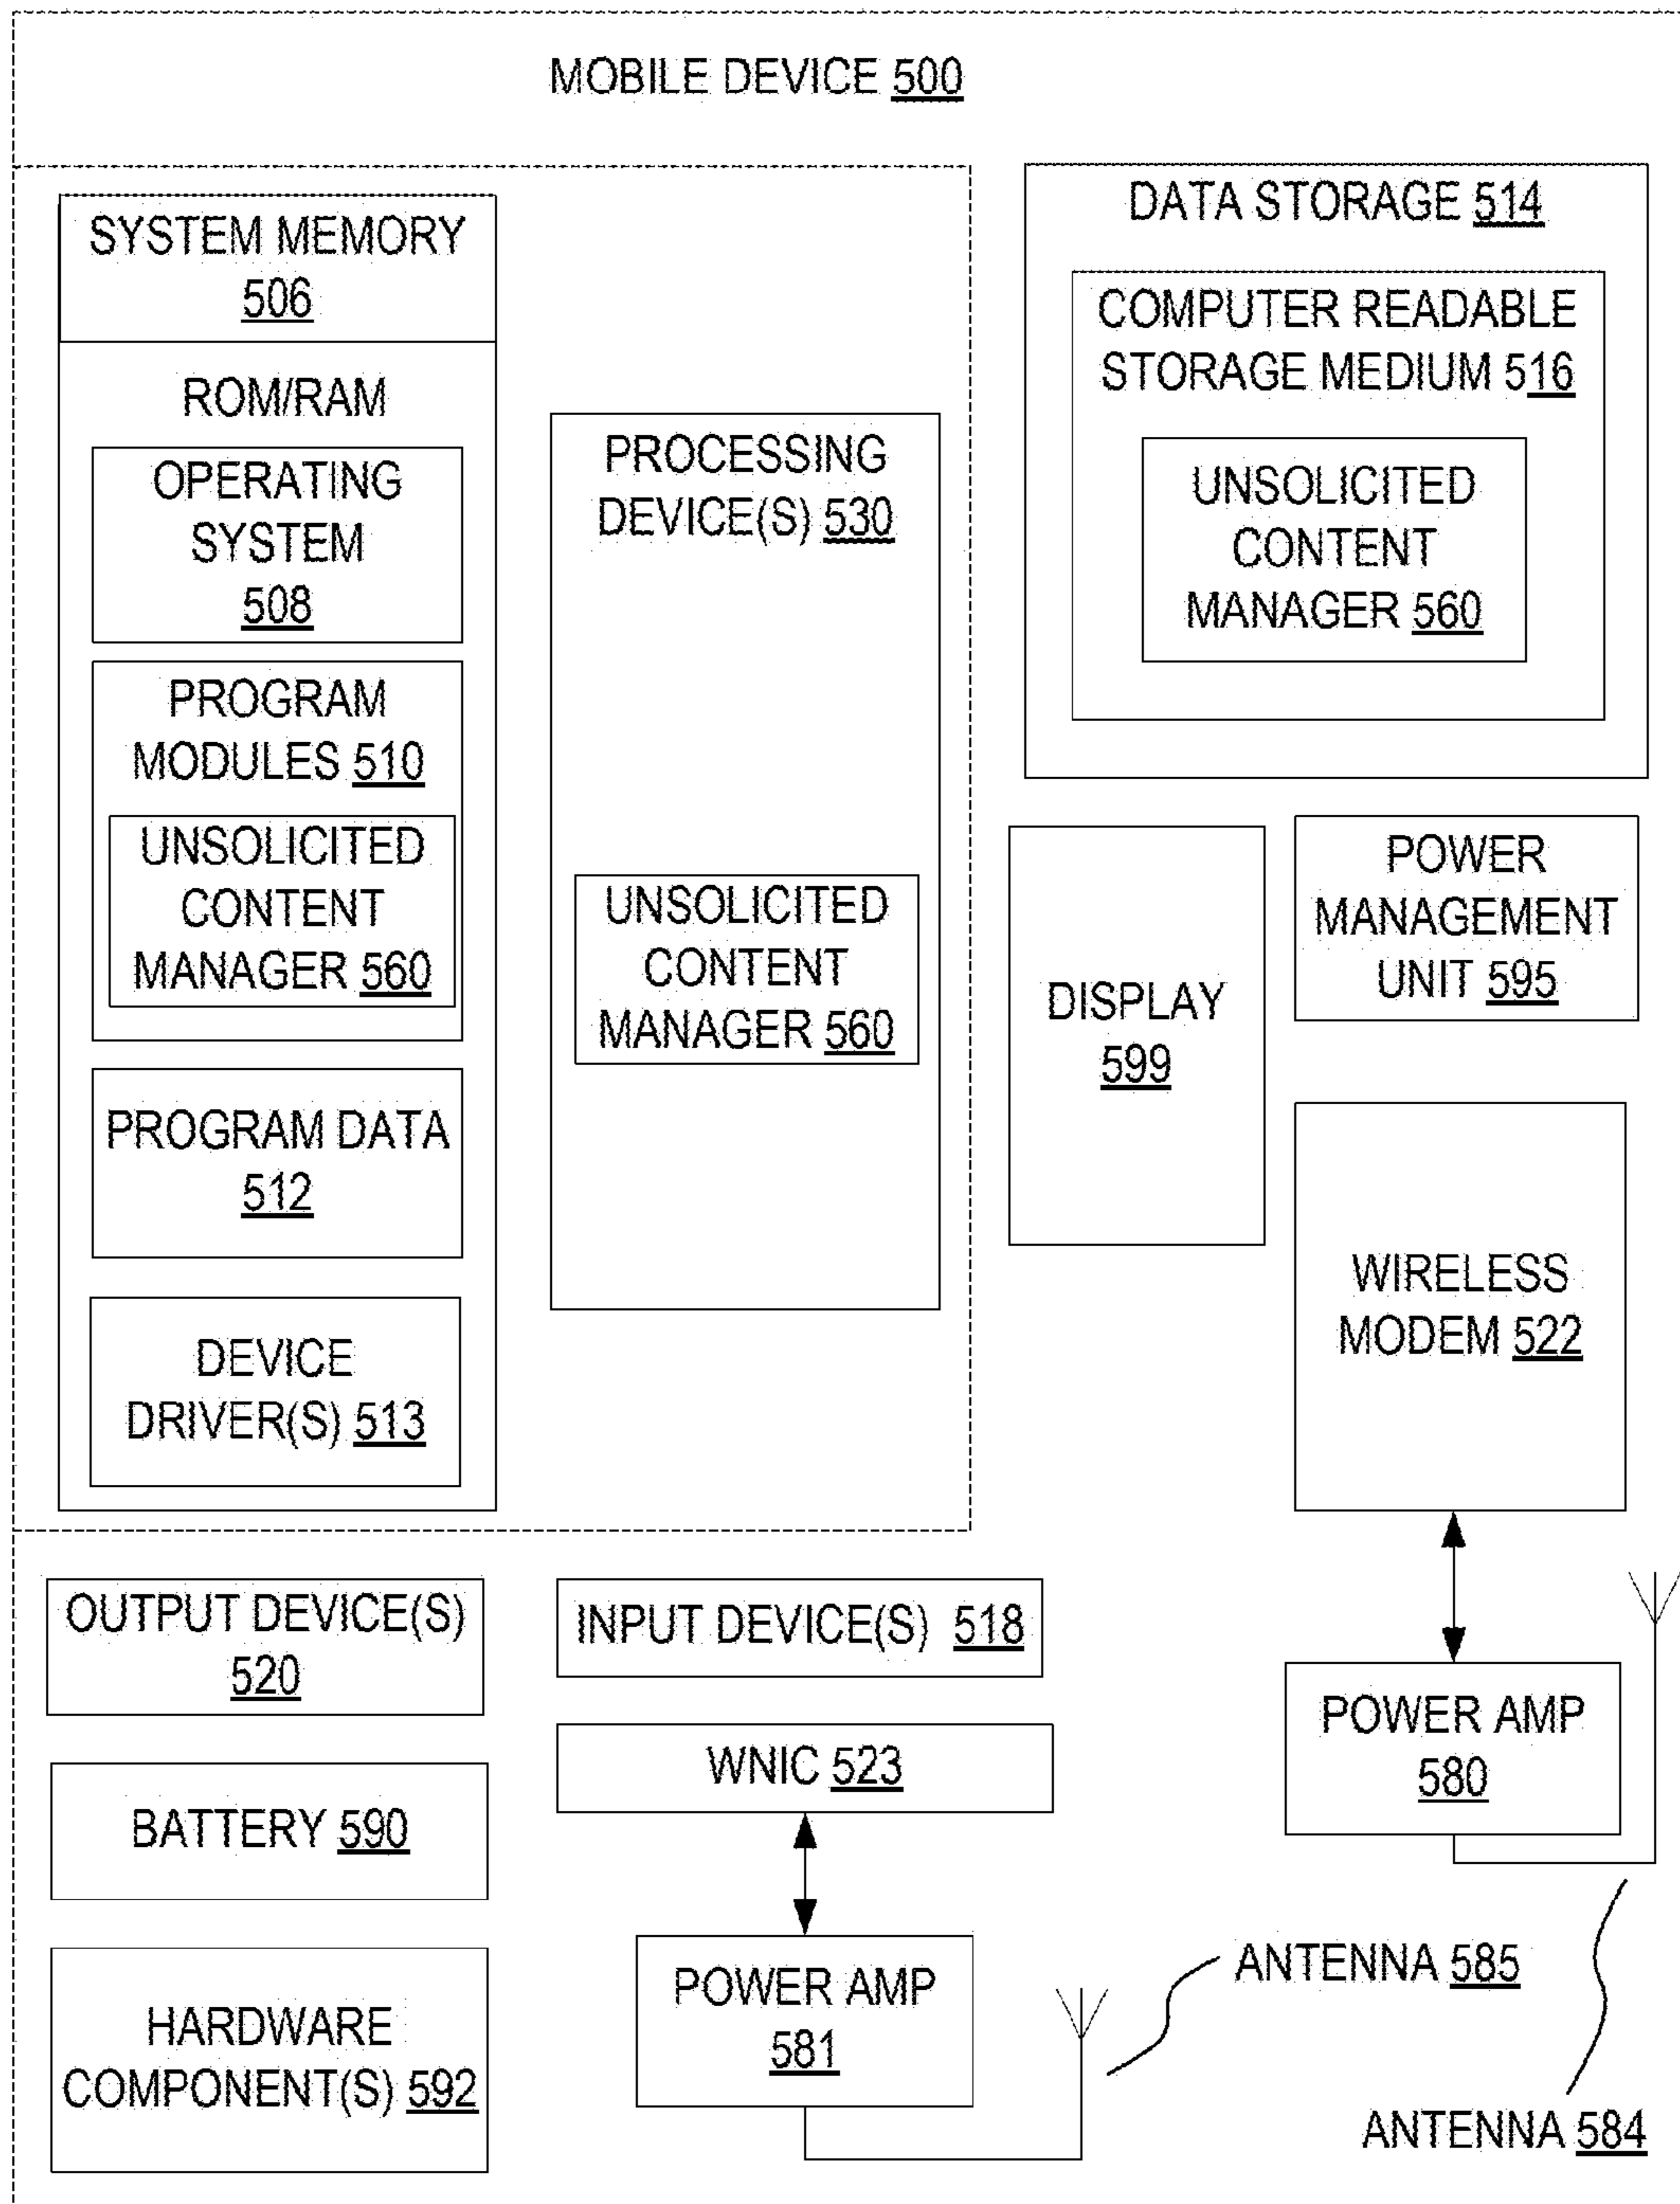 MOBILE DEVICE 500
SYSTEM MEMORY
506
ROM/RAM
OPERATING
SYSTEM
508
PROGRAM
MODULES 510
UNSOLICITED
CONTENT
MANAGER 560
PROGRAM DATA
512
DEVICE
DRIVER(S) 513
PROCESSING
DEVICE(S) 530
UNSOLICITED
CONTENT
MANAGER 560
DATA STORAGE 514
COMPUTER READABLE
STORAGE MEDIUM 516
UNSOLICITED
CONTENT
MANAGER 560
DISPLAY
599
POWER
MANAGEMENT
UNIT 595
WIRELESS
MODEM 522
OUTPUT DEVICE(S)
520
INPUT DEVICE(S) 518
POWER AMP
580
WNIC 523
BATTERY 590
POWER AMP
581
ANTENNA 585
HARDWARE
COMPONENT(S) 592
ANTENNA 584